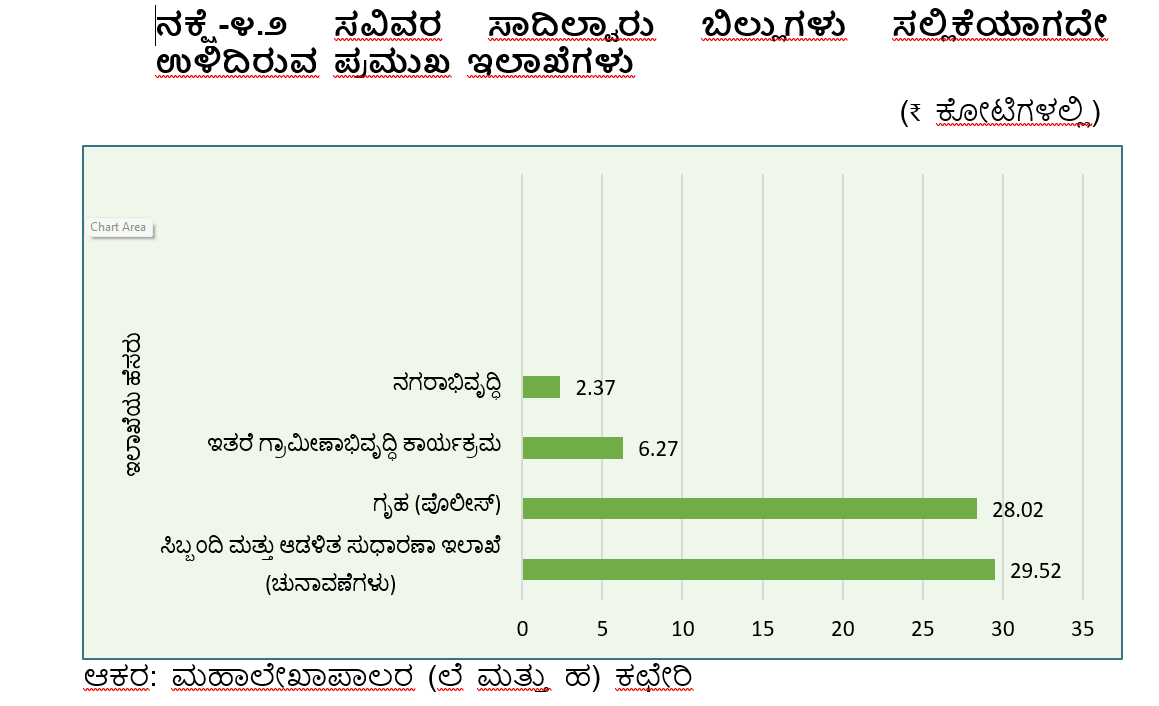 ನಕ್ಷೆ-೪.೨ ಸವಿವರ ಸಾದಿಲ್ವಾರು ಬಿಲ್ಲುಗಳು ಸಲ್ಲಿಕೆಯಾಗದೇ
ಉಳಿದಿರುವ ಪ್ರಮುಖ ಇಲಾಖೆಗಳು
(₹ ಕೋಟಿಗಳಲ್ಲಿ)
Chart Area
ಇಲಾಖೆಯ ಹೆಸರು
ನಗರಾಭಿವೃದ್ಧಿ 2.37
ಇತರೆ ಗ್ರಾಮೀಣಾಭಿವೃದ್ಧಿ ಕಾರ್ಯಕ್ರಮ 6.27
ಗೃಹ (ಪೊಲೀಸ್) 28.02
ಸಿಬ್ಬಂದಿ ಮತ್ತು ಆಡಳಿತ ಸುಧಾರಣಾ ಇಲಾಖೆ
(ಚುನಾವಣೆಗಳು) 29.52
0 5 10 15 20 25 30 35
ಆಕರ: ಮಹಾಲೇಖಾಪಾಲರ (ಲೆ ಮತ್ತು ಹ) ಕಛೇರಿ